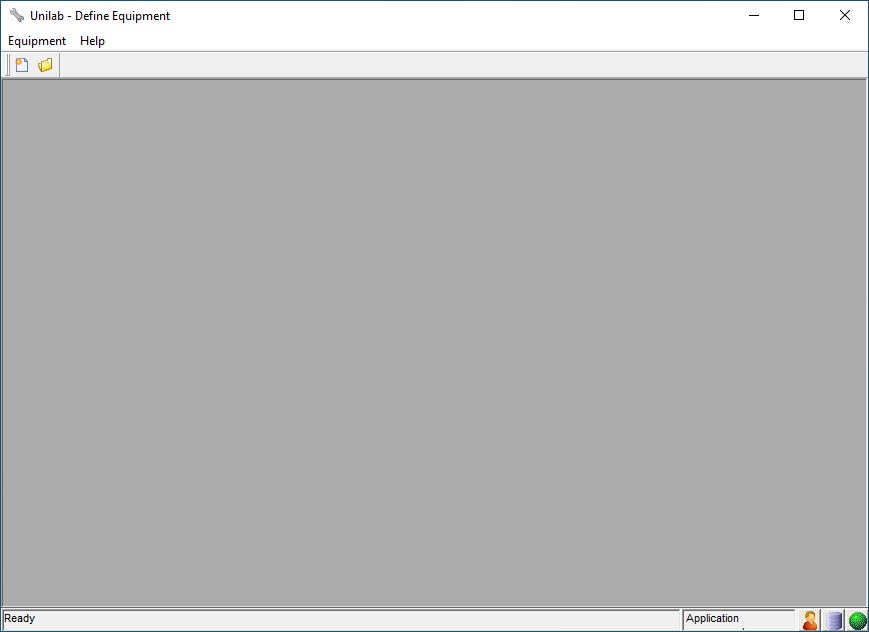 Unilab - Define Equipment
Equipment Help
Ready Application